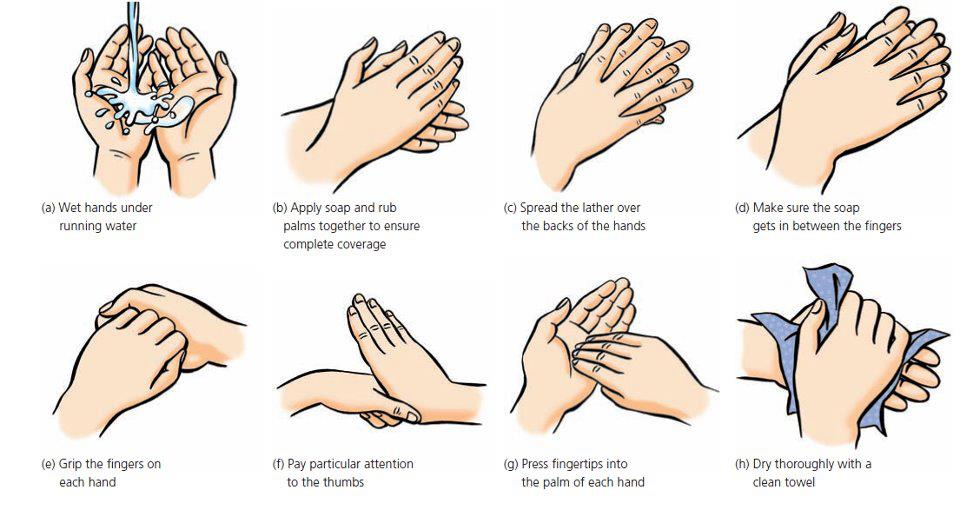 (a) Wet hands under
running water
(b) Apply soap and rub
palms together to ensure
complete coverage
(c) Spread the lather over
the backs of the hands
(d) Make sure the soap
gets in between the fingers
(e) Grip the fingers on
each hand
(f) Pay particular attention
to the thumbs
(g) Press fingertips into
the palm of each hand
(h) Dry thoroughly with a
clean towel